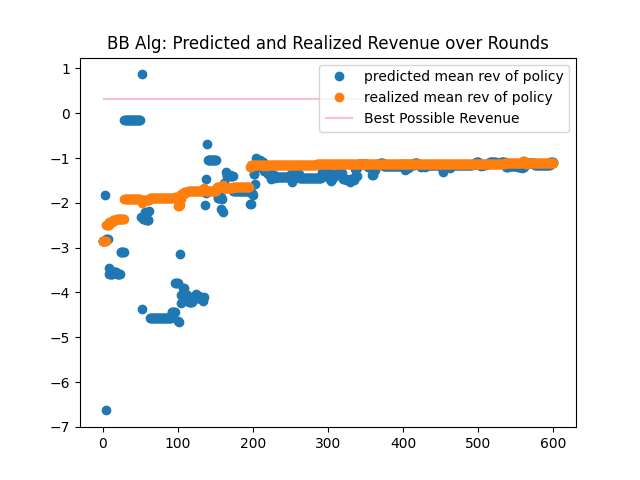 BB Alg: Predicted and Realized Revenue over Rounds
predicted mean rev of policy
realized mean rev of policy
Best Possible Revenue
1
0
−1
−2
−3
−4
−5
−6
−7
0 100 200 300 400 500 600